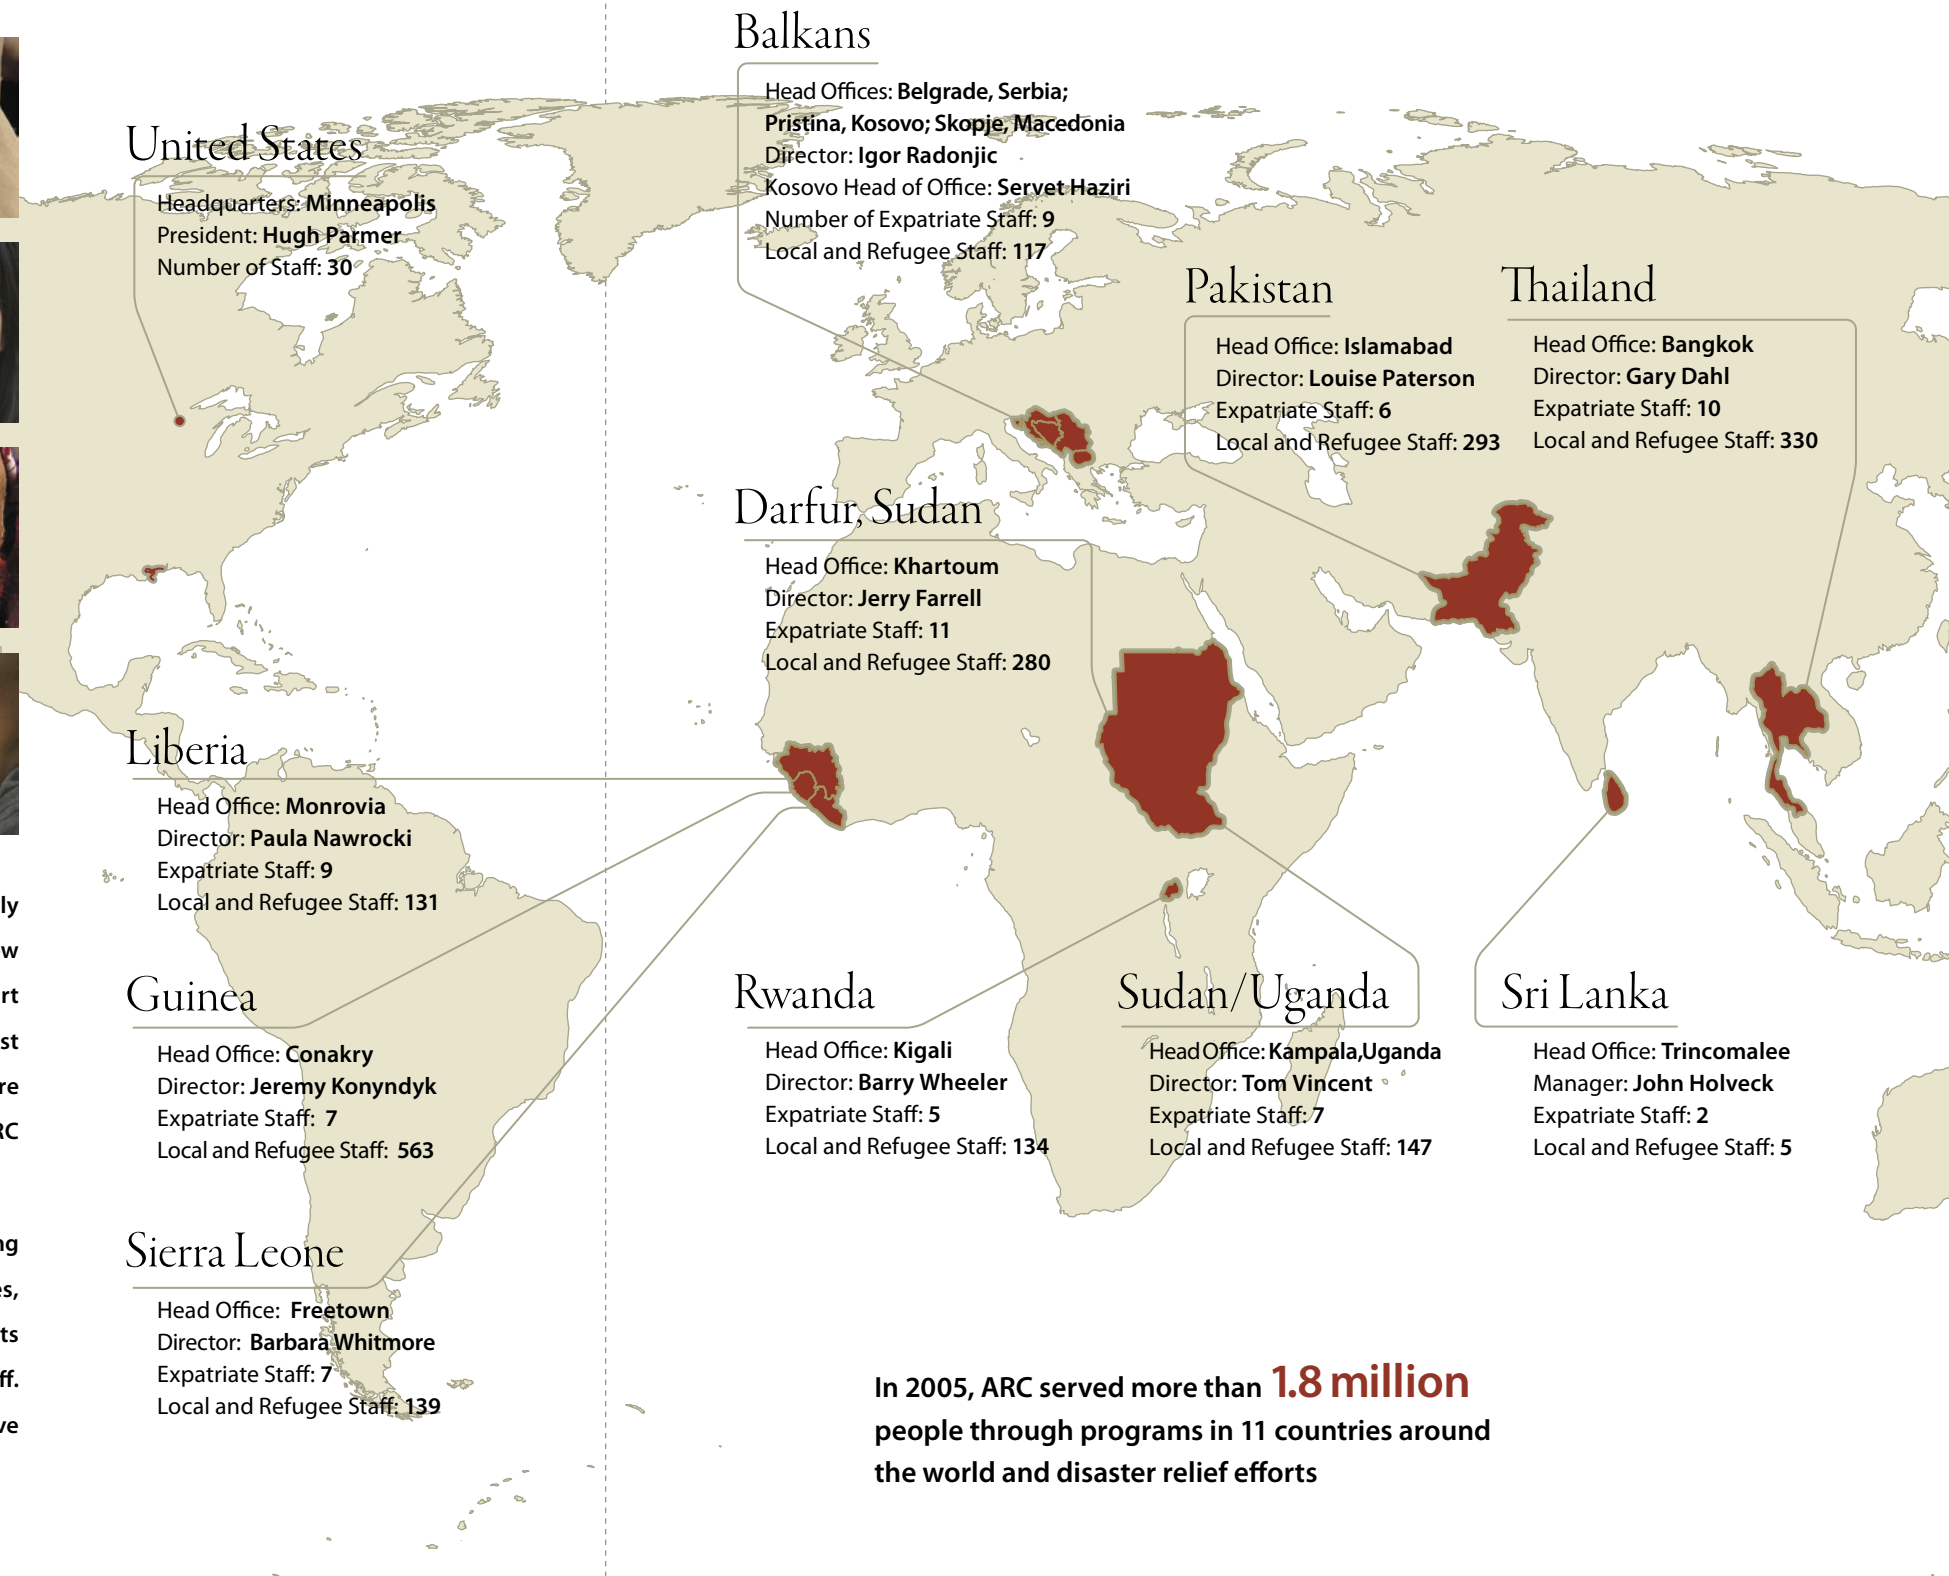 Balkans
Head Offices: Belgrade, Serbia;
Pristina, Kosovo; Skopje, Macedonia
Director: Igor Radonjic
Kosovo Head of Office: Servet Haziri
Number of Expatriate Staff: 9
Local and Refugee Staff: 117
United States
Headquarters: Minneapolis
President: Hugh Parmer
Number of Staff: 30
Pakistan
Head Office: Islamabad
Director: Louise Paterson
Expatriate Staff: 6
Local and Refugee Staff: 293
Thailand
Head Office: Bangkok
Director: Gary Dahl
Expatriate Staff: 10
Local and Refugee Staff: 330
Darfur, Sudan
Head Office: Khartoum
Director: Jerry Farrell
Expatriate Staff: 11
Local and Refugee Staff: 280
Liberia
Head Office: Monrovia
Director: Paula Nawrocki
Expatriate Staff: 9
Local and Refugee Staff: 131
Guinea
Head Office: Conakry
Director: Jeremy Konyndyk
Expatriate Staff: 7
Local and Refugee Staff: 563
Rwanda
Head Office: Kigali
Director: Barry Wheeler
Expatriate Staff: 5
Local and Refugee Staff: 134
Sudan/Uganda
Head Office: Kampala,Uganda
Director: Tom Vincent
Expatriate Staff: 7
Local and Refugee Staff: 147
Sri Lanka
Head Office: Trincomalee
Manager: John Holveck
Expatriate Staff: 2
Local and Refugee Staff: 5
Sierra Leone
Head Office: Freetown
Director: Barbara Whitmore
Expatriate Staff: 7
Local and Refugee Staff: 139
In 2005, ARC served more than 1.8 million
people through programs in 11 countries around
the world and disaster relief efforts